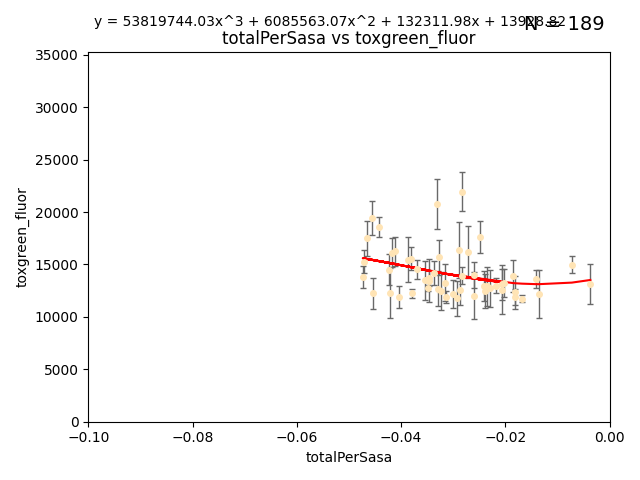 y = 53819744.03x^3 + 6085563.07x^2 + 132311.98x + 13928.82
N = 189
totalPerSasa vs toxgreen_fluor
35000
30000
25000
20000
15000
10000
5000
0
toxgreen_fluor
−0.10 −0.08 −0.06 −0.04 −0.02 0.00
totalPerSasa